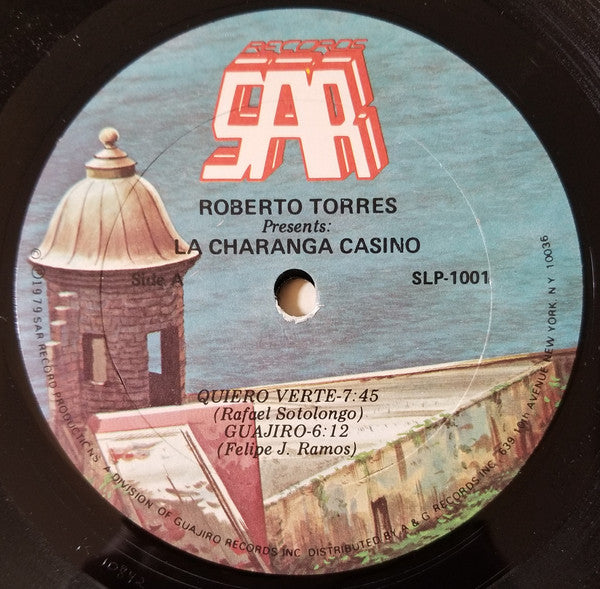 RECORDS
SAR
ROBERTO TORRES
Presents:
LA CHARANGA CASINO
Side A
SLP-1001
QUIERO VERTE-7:45
(Rafael Sotolongo)
GUAJIRO-6:12
(Felipe J. Ramos)
© Ⓟ 1979 SAR RECORD PRODUCTIONS A DIVISION OF GUAJIRO RECORDS INC DISTRIBUTED BY A & G RECORDS INC. 639 10th AVENUE NEW YORK, N Y 10036
10842